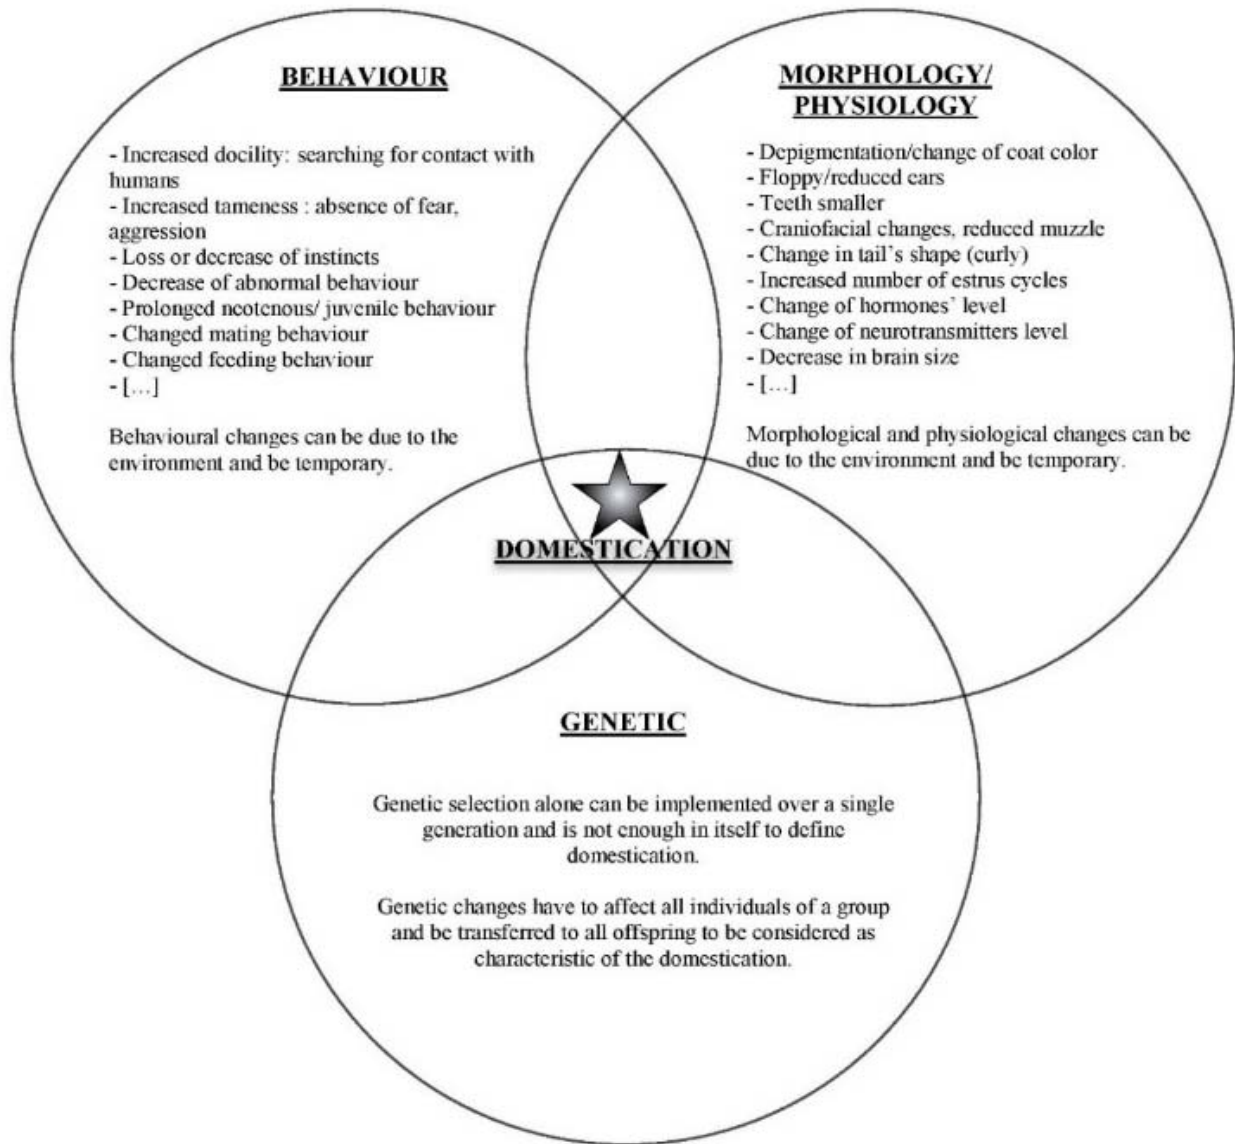 BEHAVIOUR
- Increased docility: searching for contact with
humans
- Increased tameness : absence of fear,
aggression
- Loss or decrease of instincts
- Decrease of abnormal behaviour
- Prolonged neotenous/ juvenile behaviour
- Changed mating behaviour
- Changed feeding behaviour
- [...]
Behavioural changes can be due to the
environment and be temporary.
MORPHOLOGY/
PHYSIOLOGY
- Depigmentation/change of coat color
- Floppy/reduced ears
- Teeth smaller
- Craniofacial changes, reduced muzzle
- Change in tail's shape (curly)
- Increased number of estrus cycles
- Change of hormones' level
- Change of neurotransmitters level
- Decrease in brain size
- [...]
Morphological and physiological changes can be
due to the environment and be temporary.
DOMESTICATION
GENETIC
Genetic selection alone can be implemented over a single
generation and is not enough in itself to define
domestication.
Genetic changes have to affect all individuals of a group
and be transferred to all offspring to be considered as
characteristic of the domestication.